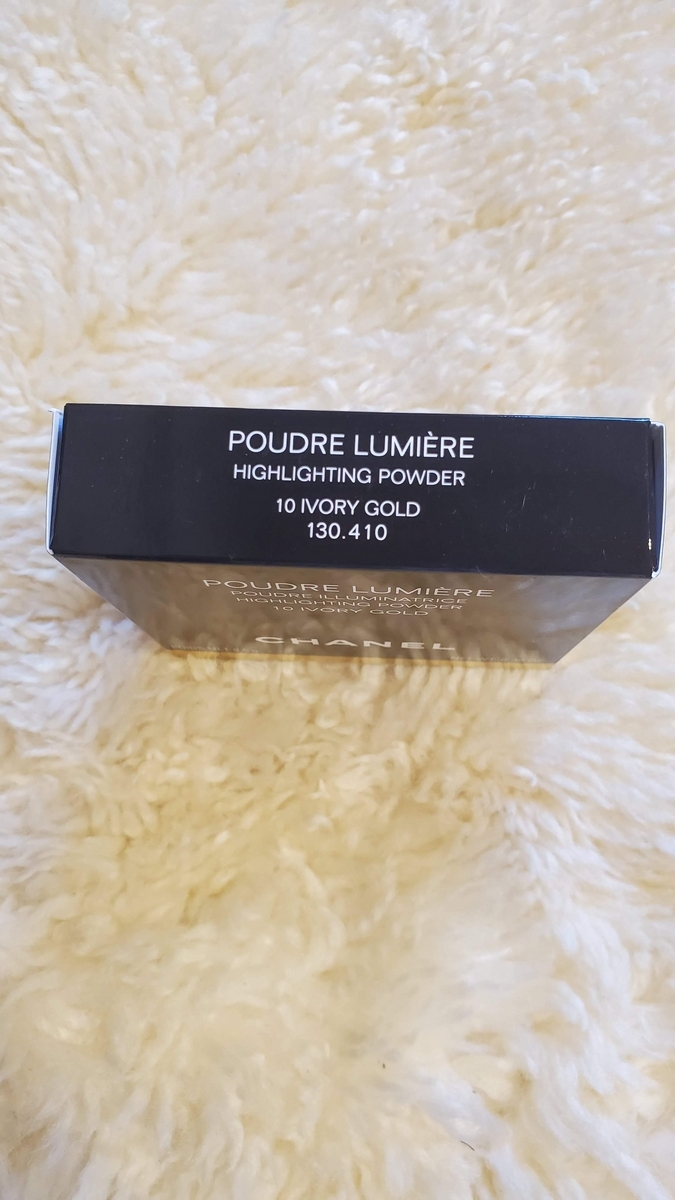 POUDRE LUMIÈRE
HIGHLIGHTING POWDER
10 IVORY GOLD
130.410
POUDRE LUMIÈRE
POUDRE ILLUMINATRICE
HIGHLIGHTING POWDER
10 IVORY GOLD
CHANEL